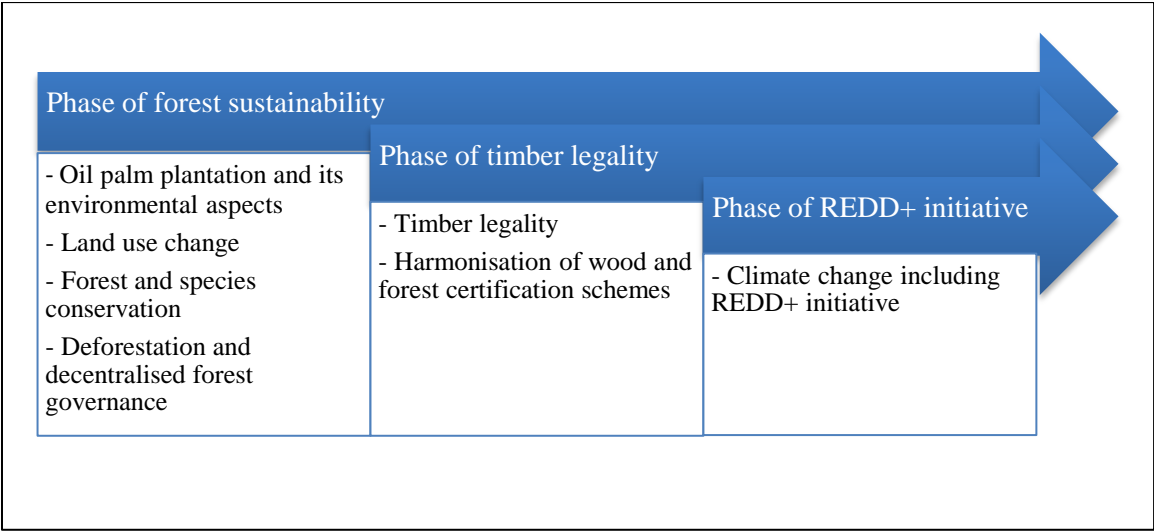 Phase of forest sustainability
- Oil palm plantation and its
environmental aspects
- Land use change
- Forest and species
conservation
- Deforestation and
decentralised forest
governance
Phase of timber legality
- Timber legality
- Harmonisation of wood and
forest certification schemes
Phase of REDD+ initiative
- Climate change including
REDD+ initiative